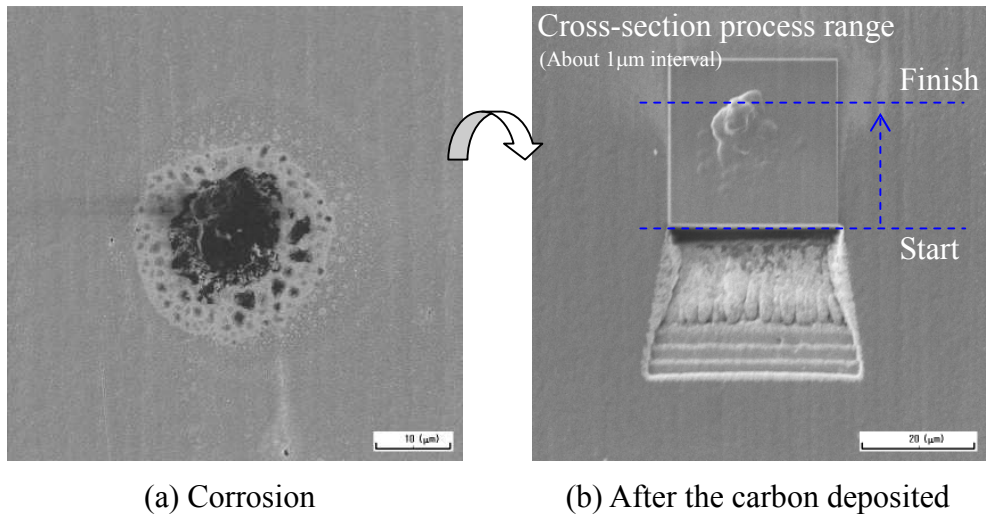 Cross-section process range
(About 1μm interval)
Finish
Start
10 (μm)
20 (μm)
(a) Corrosion
(b) After the carbon deposited